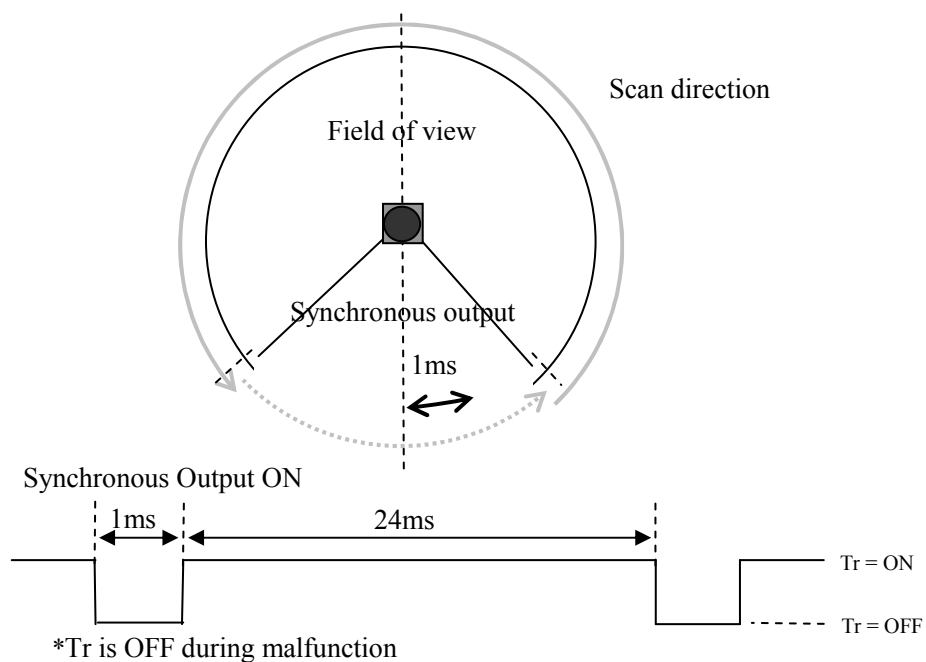 Scan direction
Field of view
Synchronous output
1ms
Synchronous Output ON
1ms
24ms
Tr = ON
Tr = OFF
*Tr is OFF during malfunction